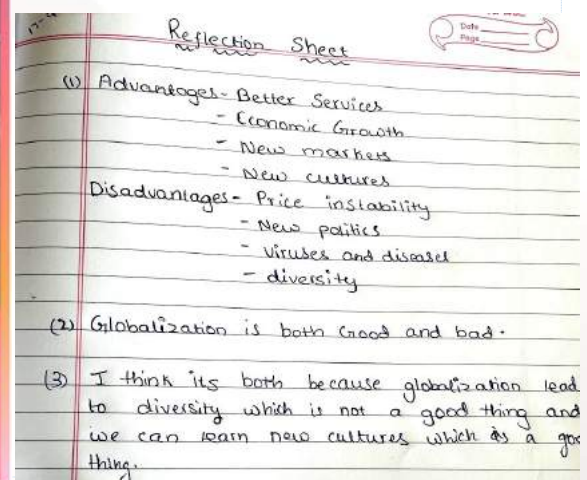 Reflection Sheet
Date
Page
(1) Advantages - Better Services
- Economic Growth
- New markets
- New cultures
Disadvantages - Price instability
- New politics
- Viruses and diseases
- diversity
(2) Globalization is both Good and bad.
(3) I think its both because globalization lead
to diversity which is not a good thing and
we can learn new cultures which is a
thing.